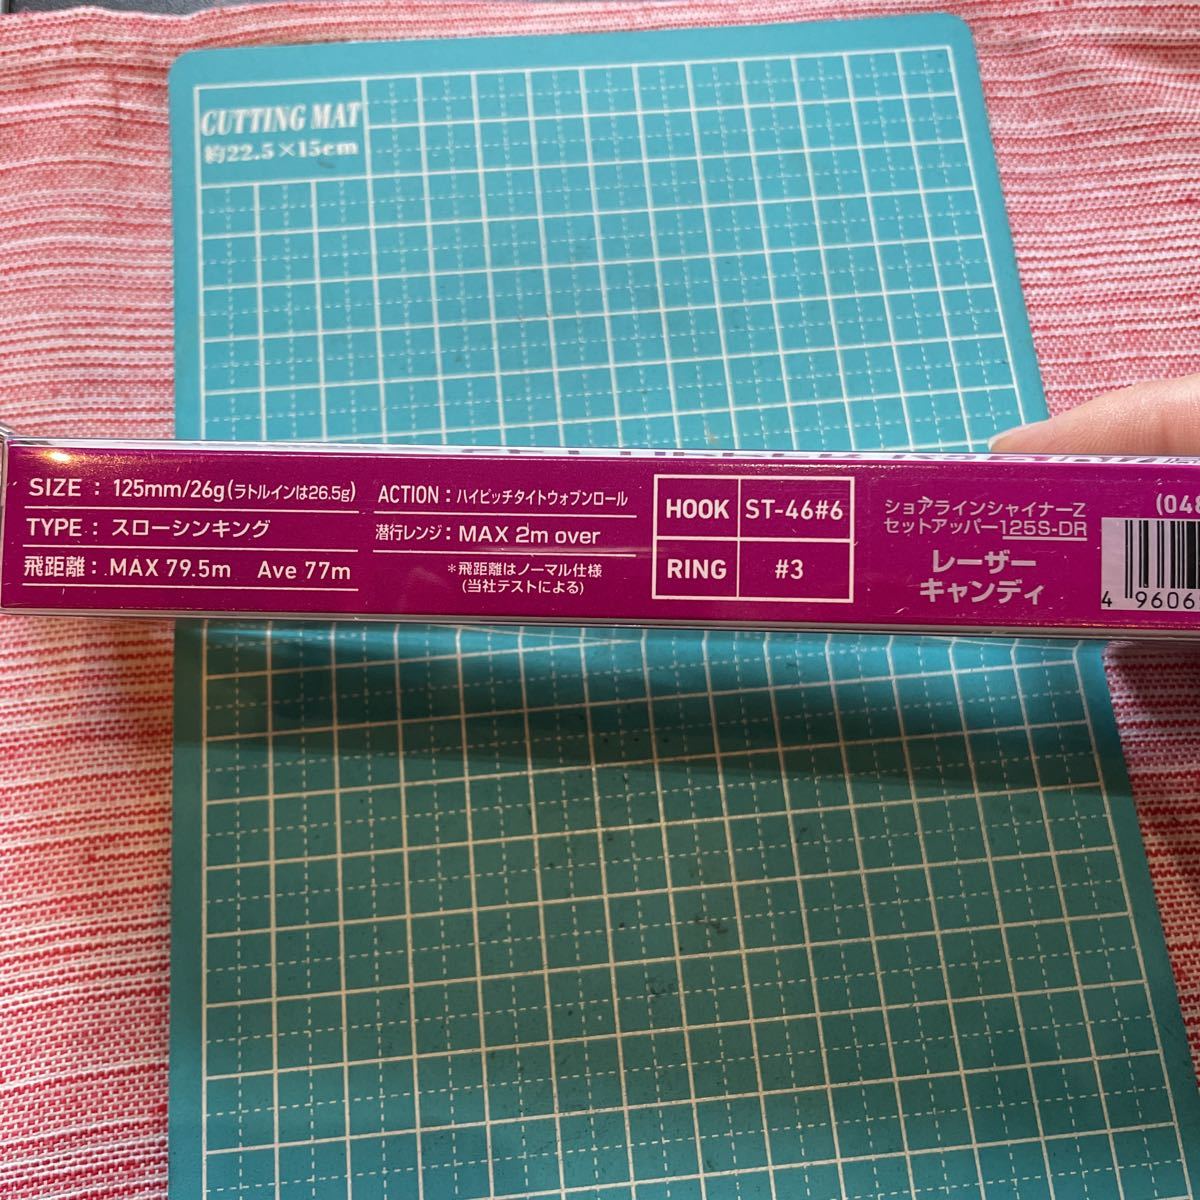 CUTTING MAT
約22.5×15cm
SIZE : 125mm/26g(ラトルインは26.5g)
TYPE : スローシンキング
飛距離 : MAX 79.5m Ave 77m
ACTION : ハイピッチタイトウォブンロール
潜行レンジ : MAX 2m over
*飛距離はノーマル仕様
(当社テストによる)
HOOK ST-46#6
RING #3
ショアラインシャイナーZ
セットアッパー125S-DR
レーザー
キャンディ
(046
4 9606